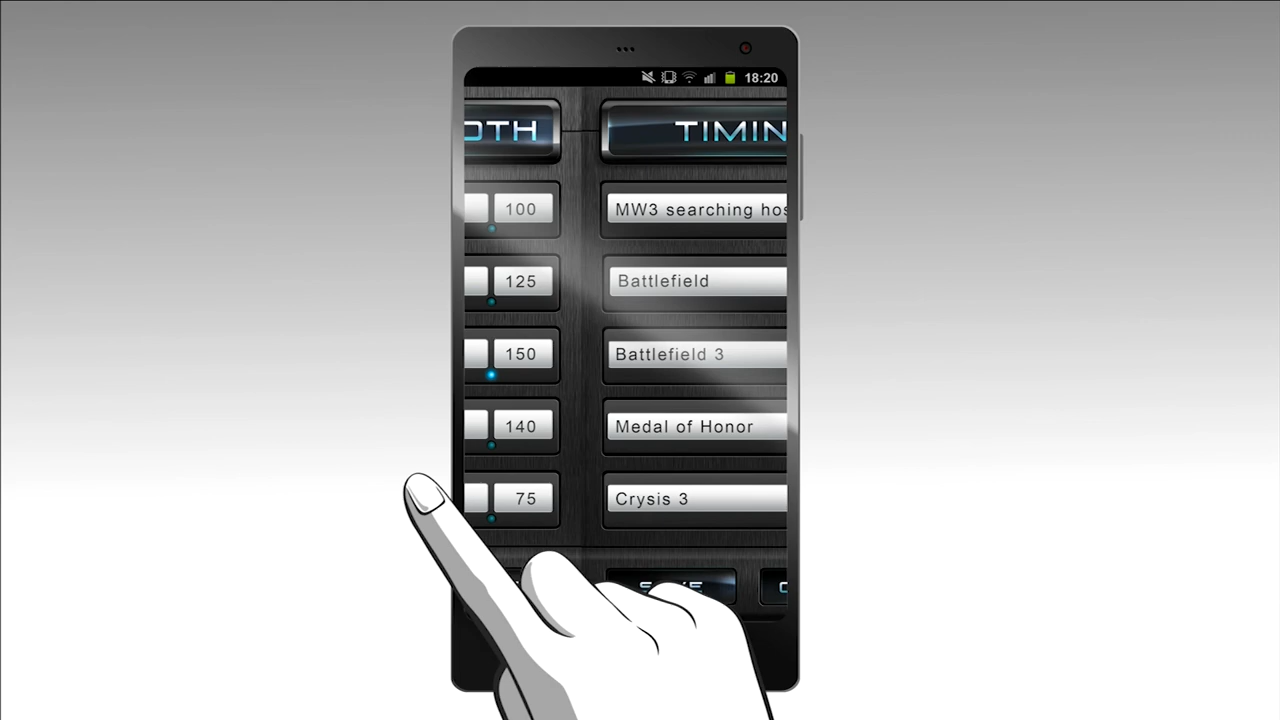 18:20
OTH TIMIN
100 MW3 searching hos
125 Battlefield
150 Battlefield 3
140 Medal of Honor
75 Crysis 3